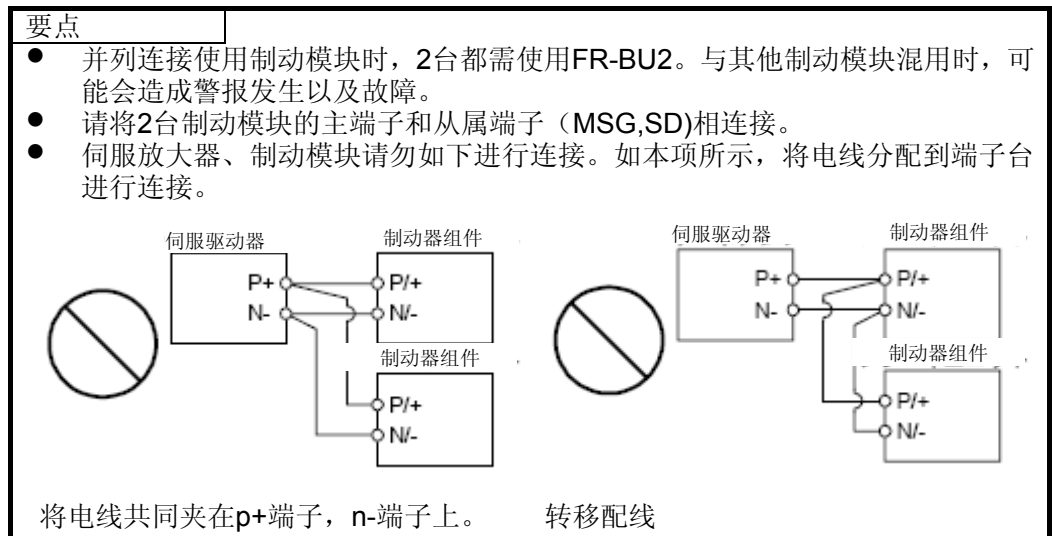 要点
● 并列连接使用制动模块时，2台都需使用FR-BU2。与其他制动模块混用时，可
能会造成警报发生以及故障。
● 请将2台制动模块的主端子和从属端子（MSG,SD)相连接。
● 伺服放大器、制动模块请勿如下进行连接。如本项所示，将电线分配到端子台
进行连接。
伺服驱动器
制动器组件
P+
P/+
N-
N/-
制动器组件
P/+
N/-
将电线共同夹在p+端子，n-端子上。
伺服驱动器
制动器组件
P+
P/+
N-
N/-
制动器组件
P/+
N/-
转移配线